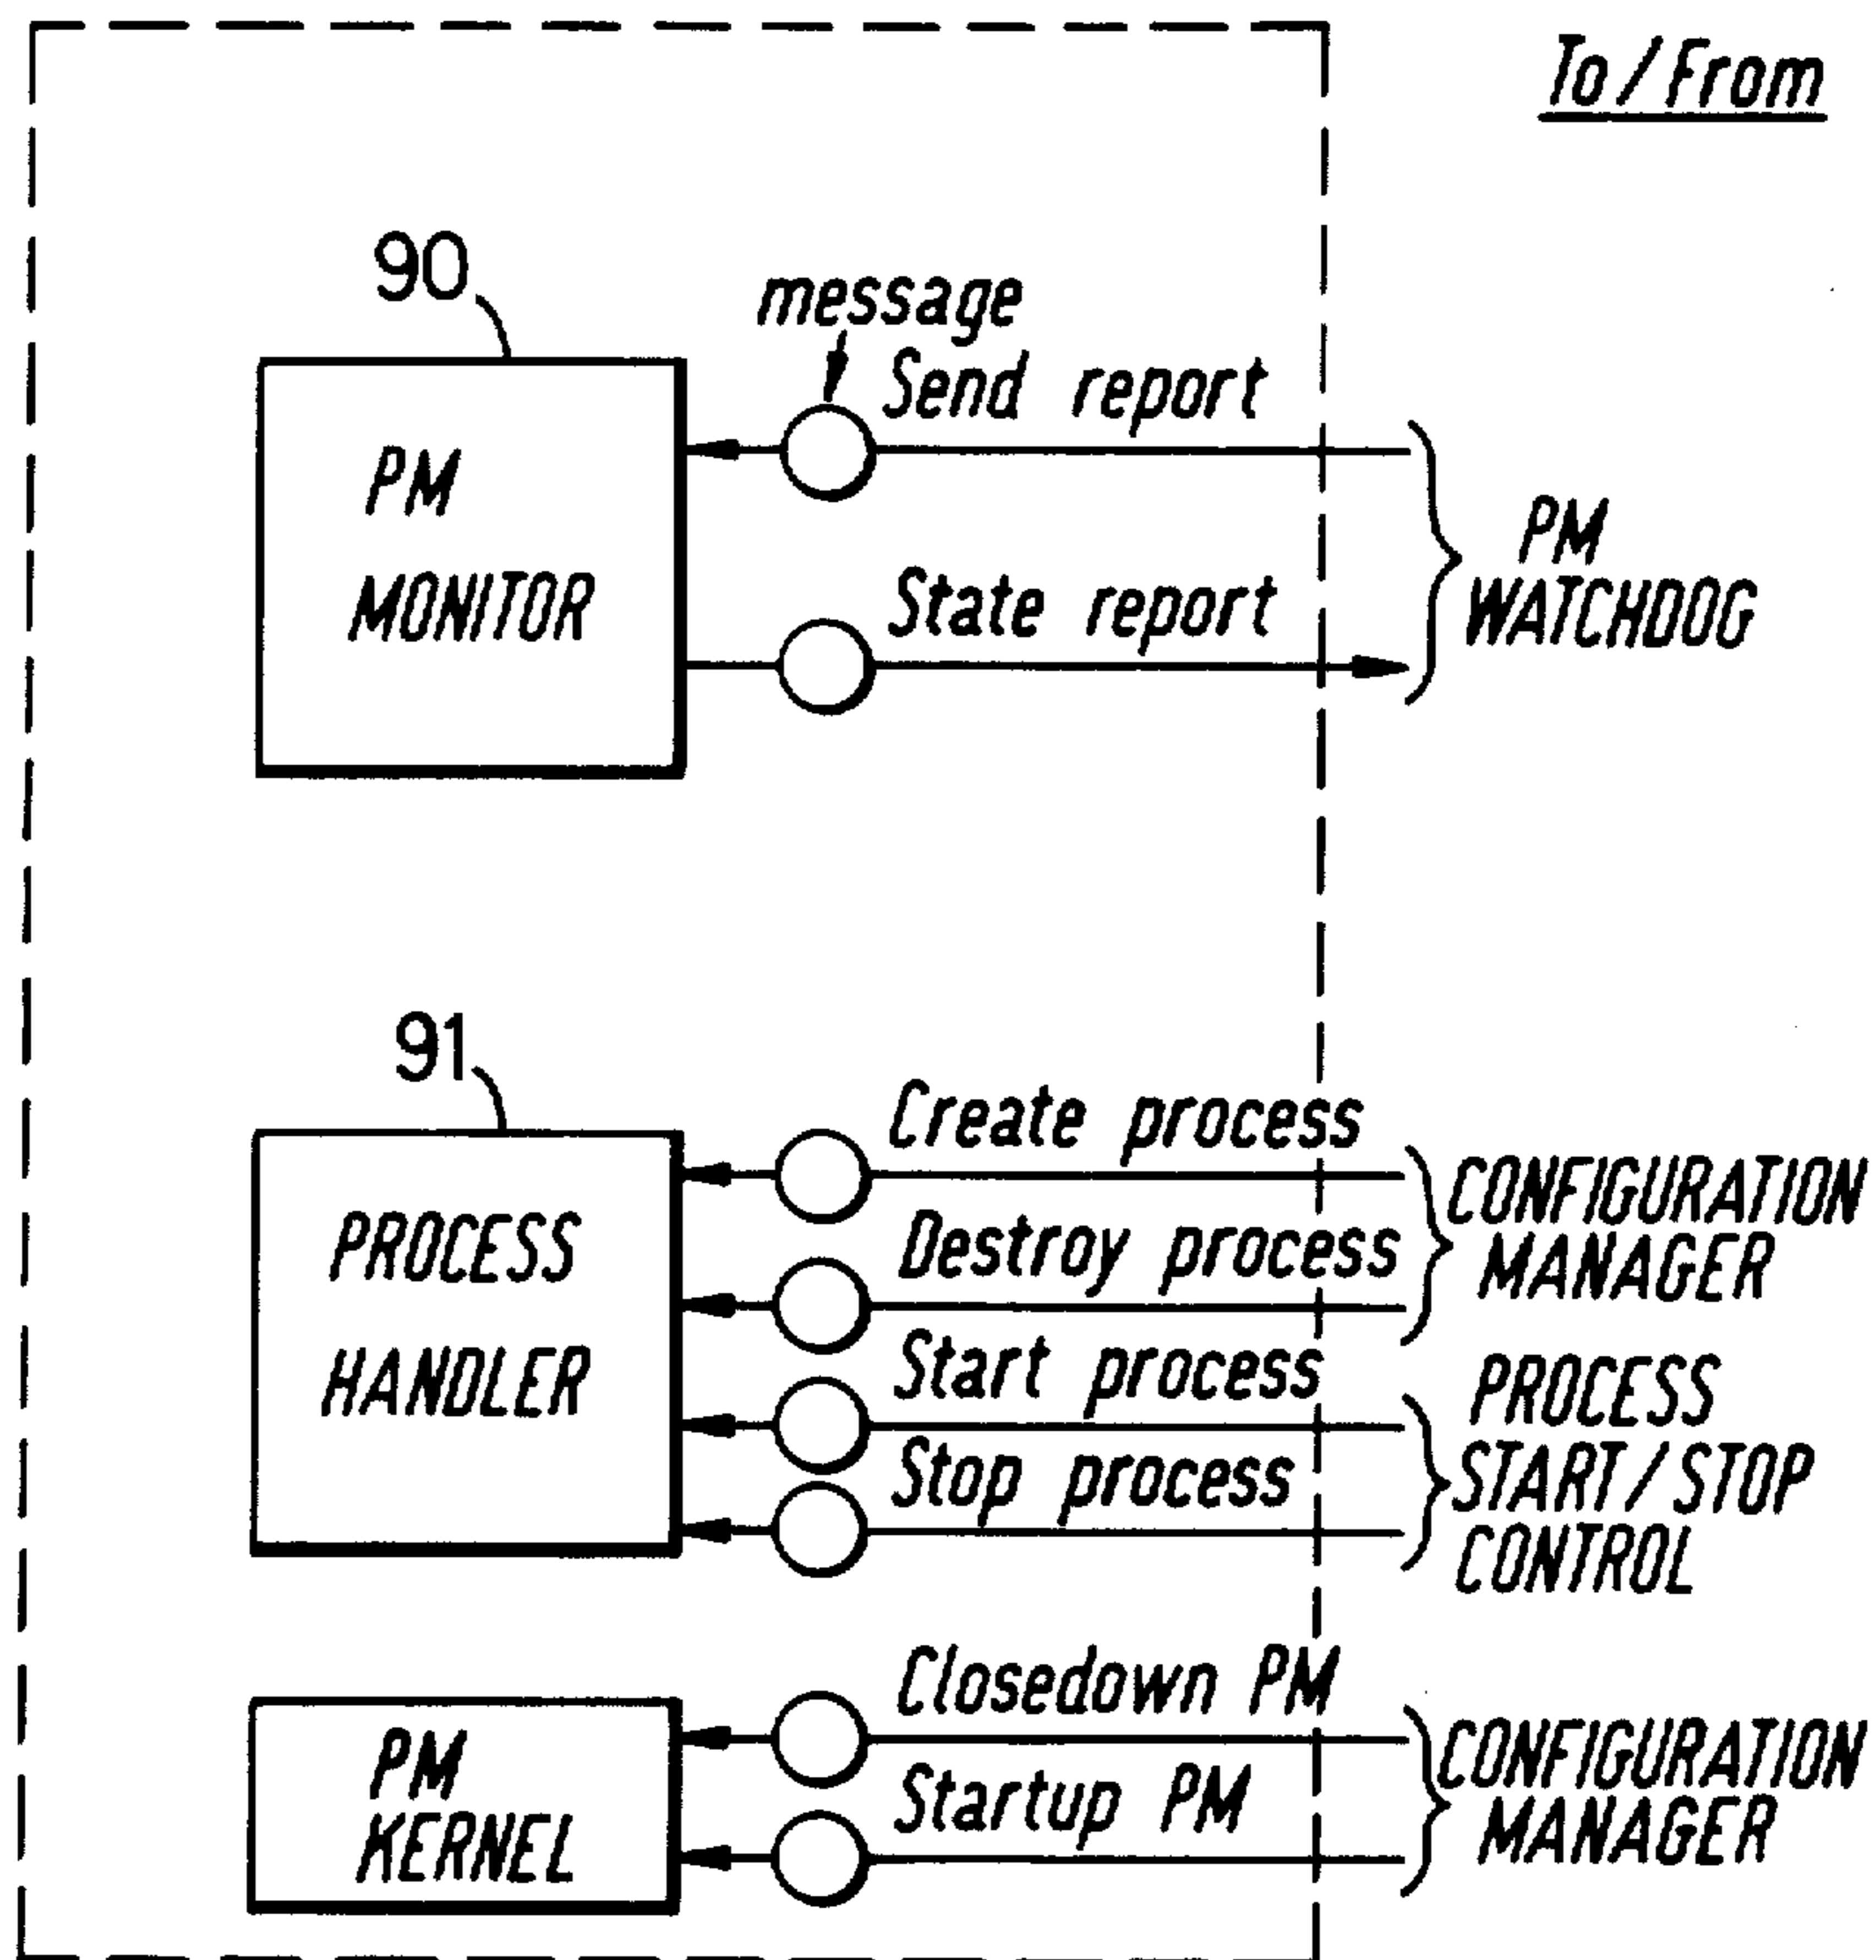 To / From
90
message
Send report
PM
MONITOR
State report
PM
WATCHDOG
91
Create process
PROCESS
HANDLER
Destroy process
CONFIGURATION
MANAGER
Start process
Stop process
PROCESS
START / STOP
CONTROL
Closedown PM
PM
KERNEL
Startup PM
CONFIGURATION
MANAGER